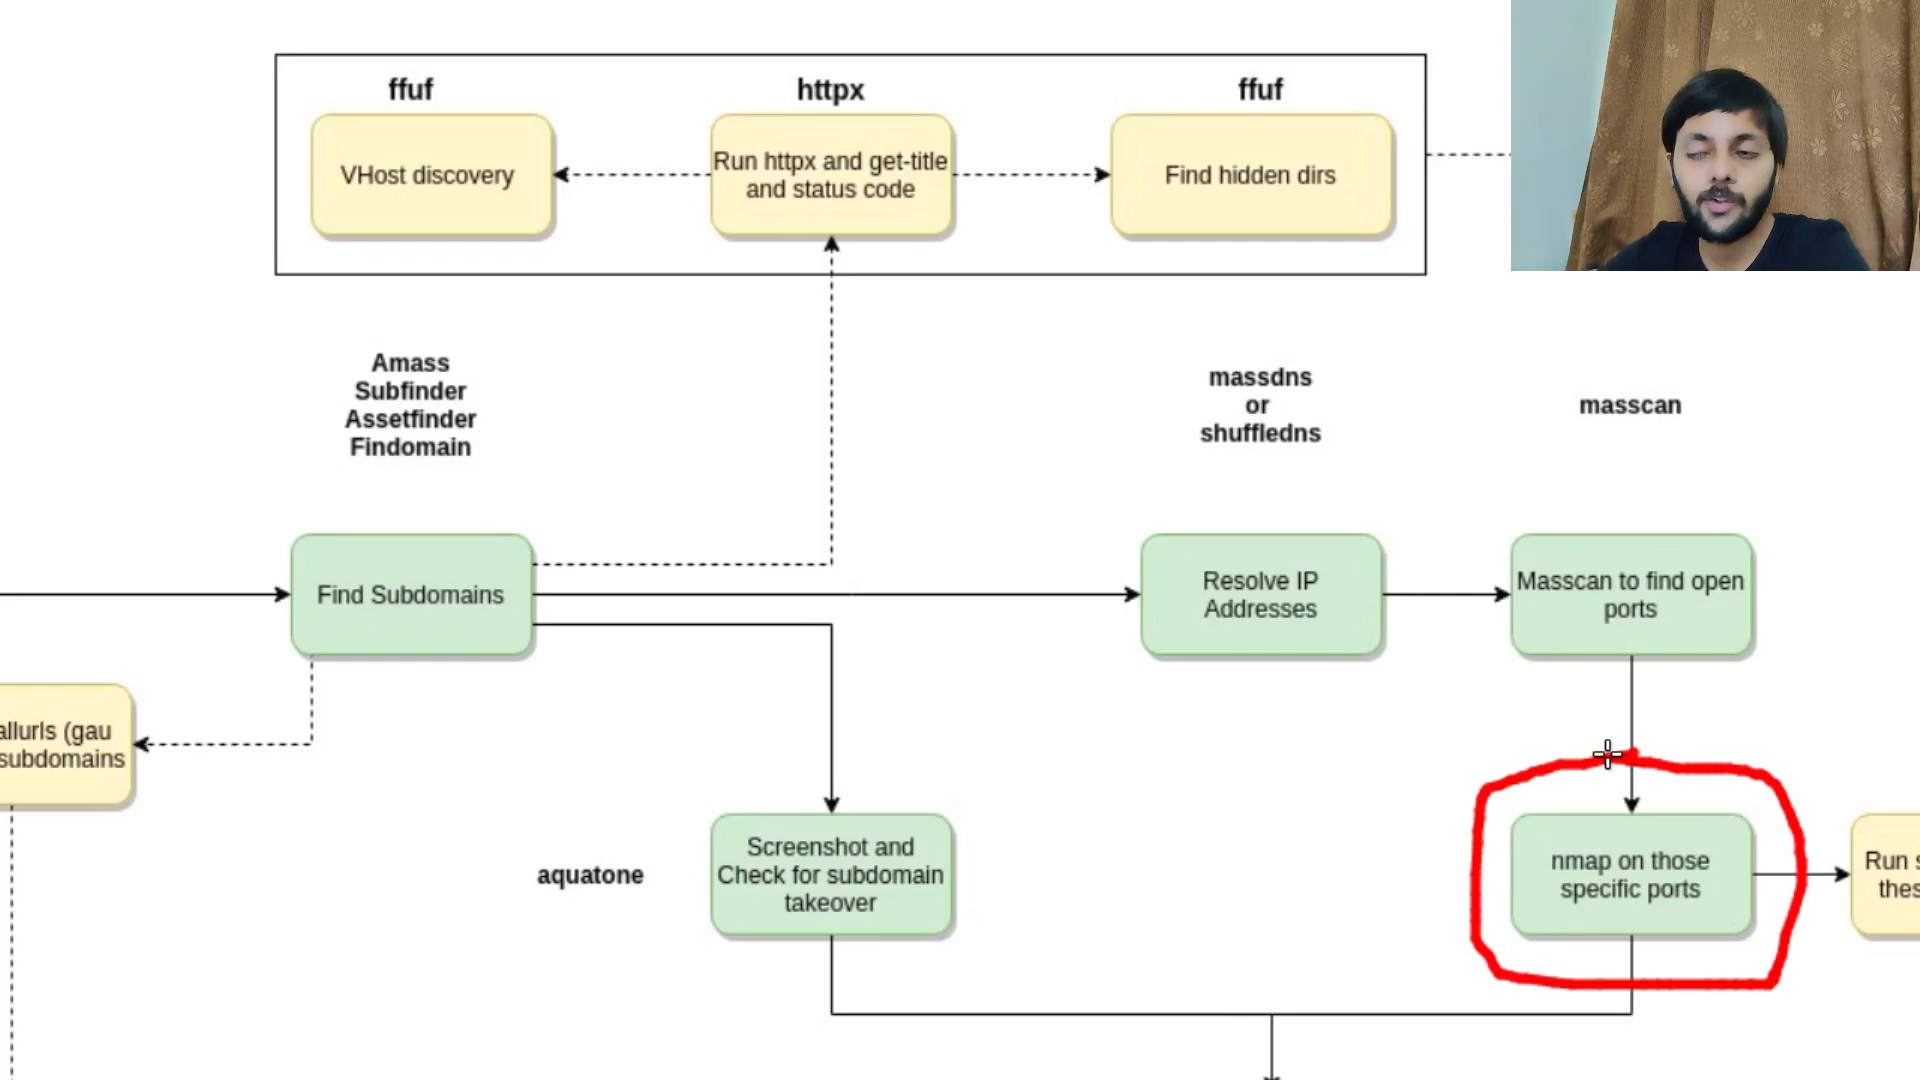 ffuf
httpx
ffuf
VHost discovery
Run httpx and get-title
and status code
Find hidden dirs
Amass
Subfinder
Assetfinder
Findomain
massdns
or
shuffledns
masscan
Find Subdomains
Resolve IP
Addresses
Masscan to find open
ports
allurls (gau
subdomains
aquatone
Screenshot and
Check for subdomain
takeover
nmap on those
specific ports
Run